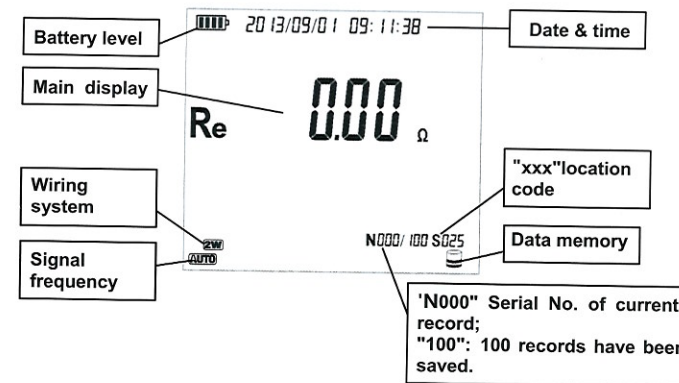 Battery level
2013/09/01 09:11:38
Date & time
Main display
Re 0.00 Ω
"xxx"location
code
Wiring
system
2W
N000/ 100 S025
Data memory
Signal
frequency
AUTO
'N000" Serial No. of current
record;
"100": 100 records have been
saved.